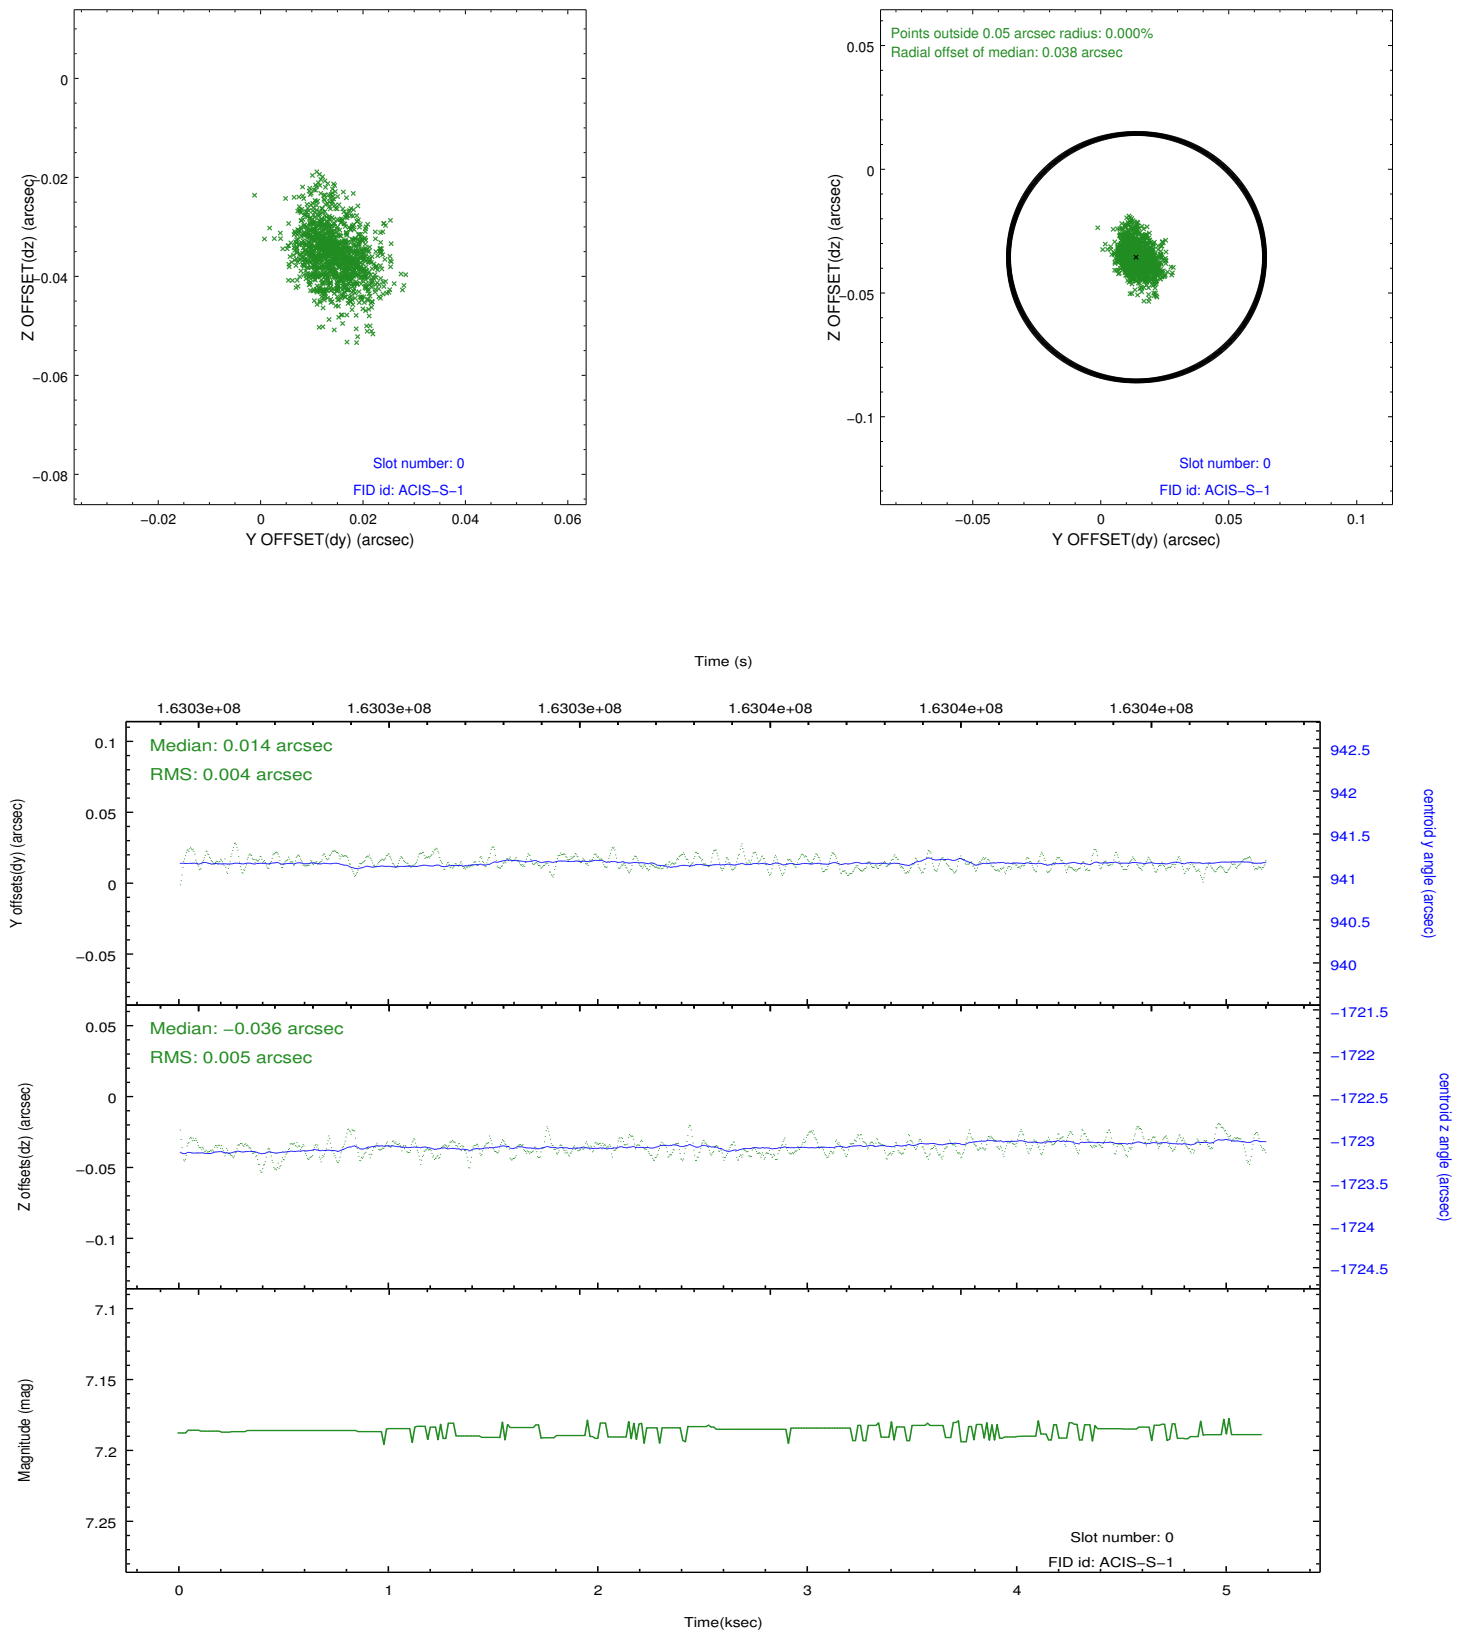 0
−0.02
−0.04
−0.06
−0.08
Z OFFSET(dz) (arcsec)
Slot number: 0
FID id: ACIS−S−1
−0.02 0 0.02 0.04 0.06
Y OFFSET(dy) (arcsec)
Points outside 0.05 arcsec radius: 0.000%
Radial offset of median: 0.038 arcsec
0.05
0
−0.05
−0.1
Z OFFSET(dz) (arcsec)
Slot number: 0
FID id: ACIS−S−1
−0.05 0 0.05 0.1
Y OFFSET(dy) (arcsec)
Time (s)
1.6303e+08 1.6303e+08 1.6303e+08 1.6304e+08 1.6304e+08 1.6304e+08
Median: 0.014 arcsec
RMS: 0.004 arcsec
0.1
0.05
0
−0.05
Y offsets(dy) (arcsec)
942.5
942
941.5
941
940.5
940
centroid y angle (arcsec)
Median: −0.036 arcsec
RMS: 0.005 arcsec
0.05
0
−0.05
−0.1
Z offsets(dz) (arcsec)
−1721.5
−1722
−1722.5
−1723
−1723.5
−1724
−1724.5
centroid z angle (arcsec)
7.1
7.15
7.2
7.25
Magnitude (mag)
Slot number: 0
FID id: ACIS−S−1
0 1 2 3 4 5
Time(ksec)